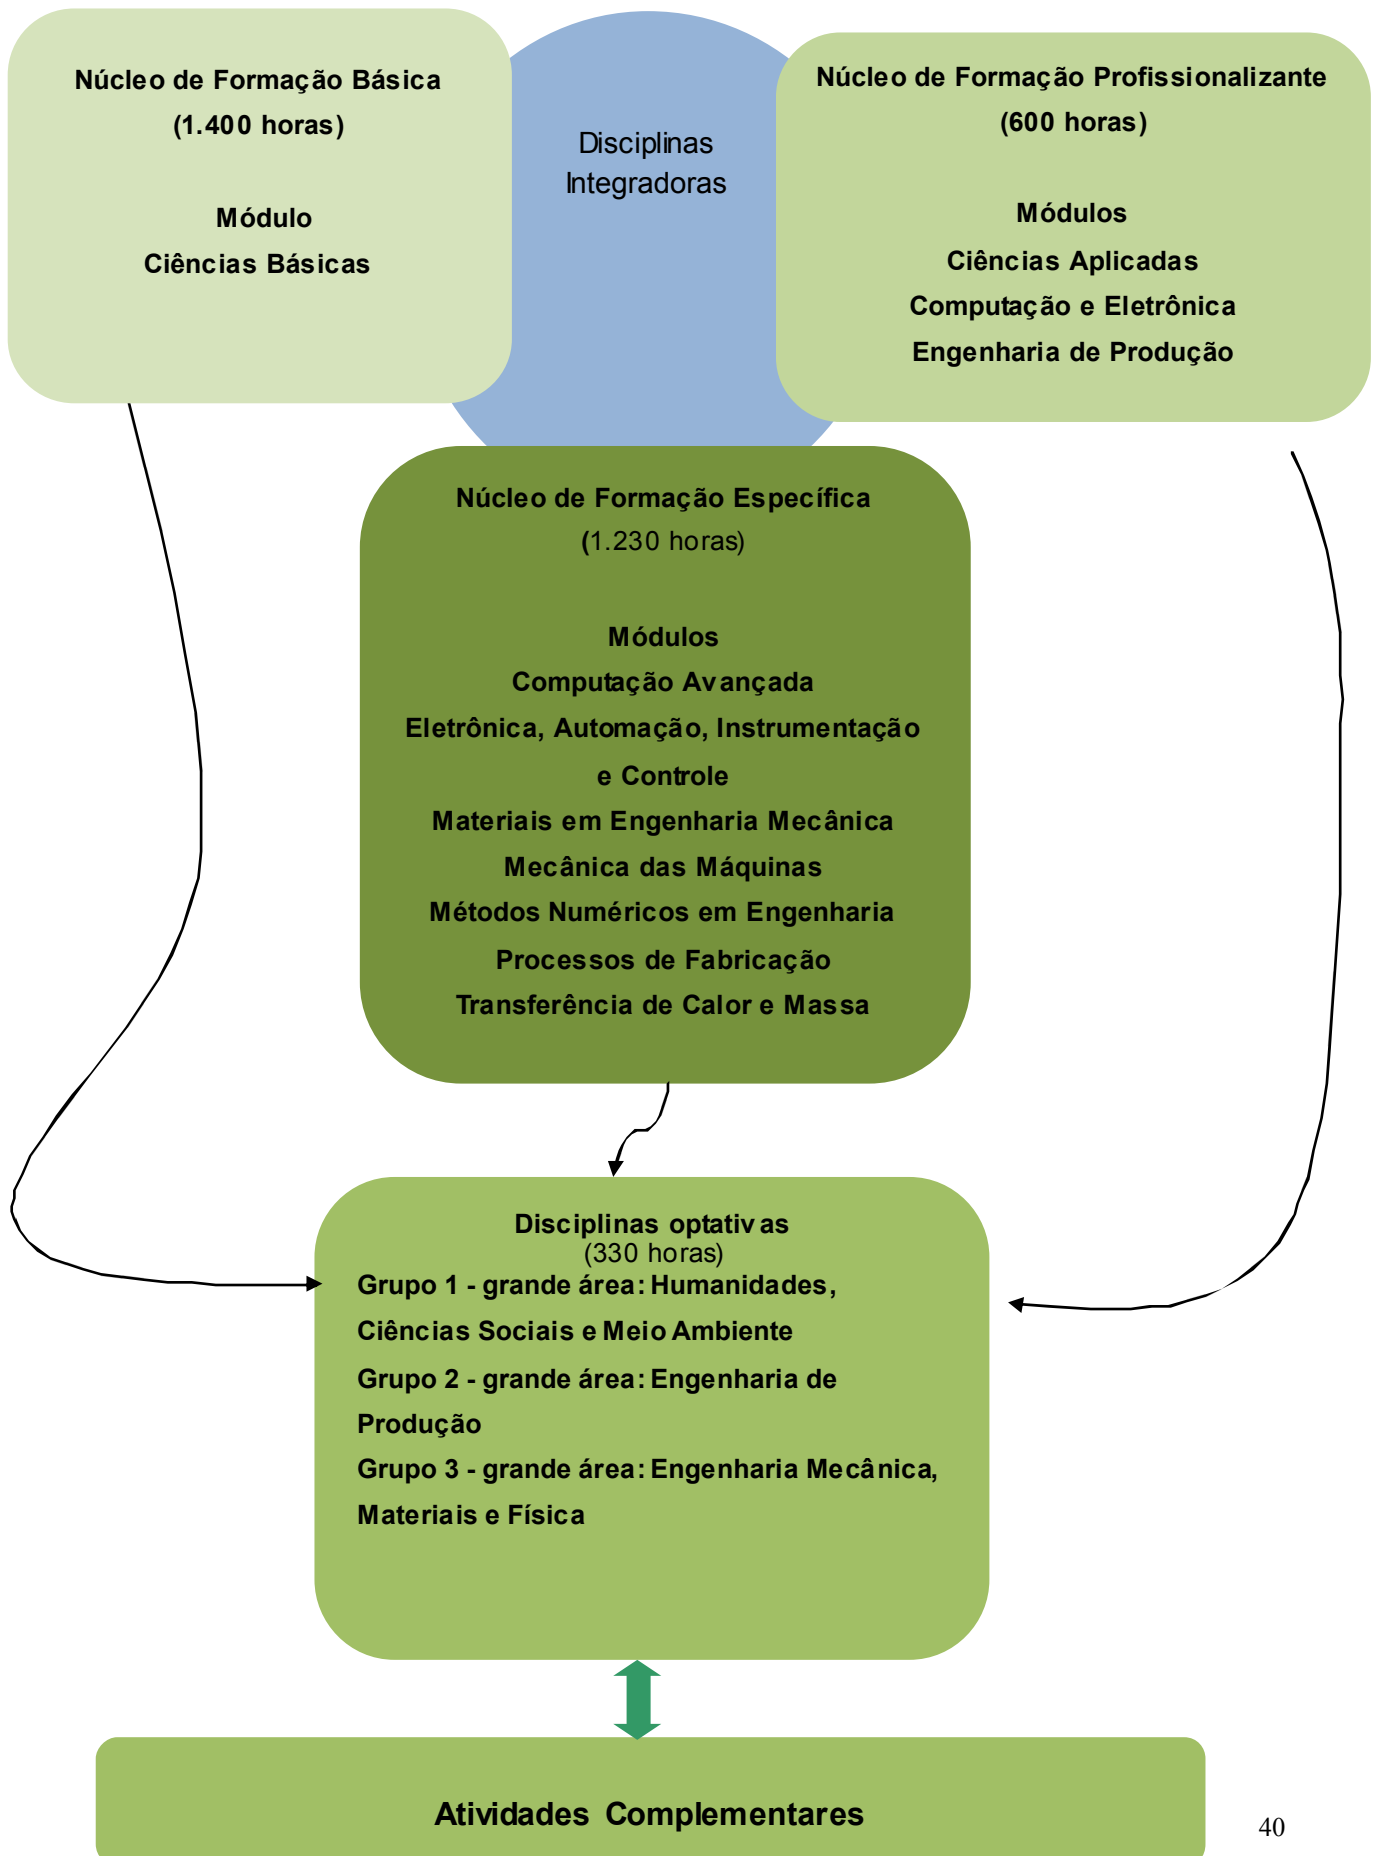 Núcleo de Formação Básica
(1.400 horas)
Módulo
Ciências Básicas
Disciplinas
Integradoras
Núcleo de Formação Profissionalizante
(600 horas)
Módulos
Ciências Aplicadas
Computação e Eletrônica
Engenharia de Produção
Núcleo de Formação Específica
(1.230 horas)
Módulos
Computação Avançada
Eletrônica, Automação, Instrumentação
e Controle
Materiais em Engenharia Mecânica
Mecânica das Máquinas
Métodos Numéricos em Engenharia
Processos de Fabricação
Transferência de Calor e Massa
Disciplinas optativas
(330 horas)
Grupo 1 - grande área: Humanidades,
Ciências Sociais e Meio Ambiente
Grupo 2 - grande área: Engenharia de
Produção
Grupo 3 - grande área: Engenharia Mecânica,
Materiais e Física
Atividades Complementares
40